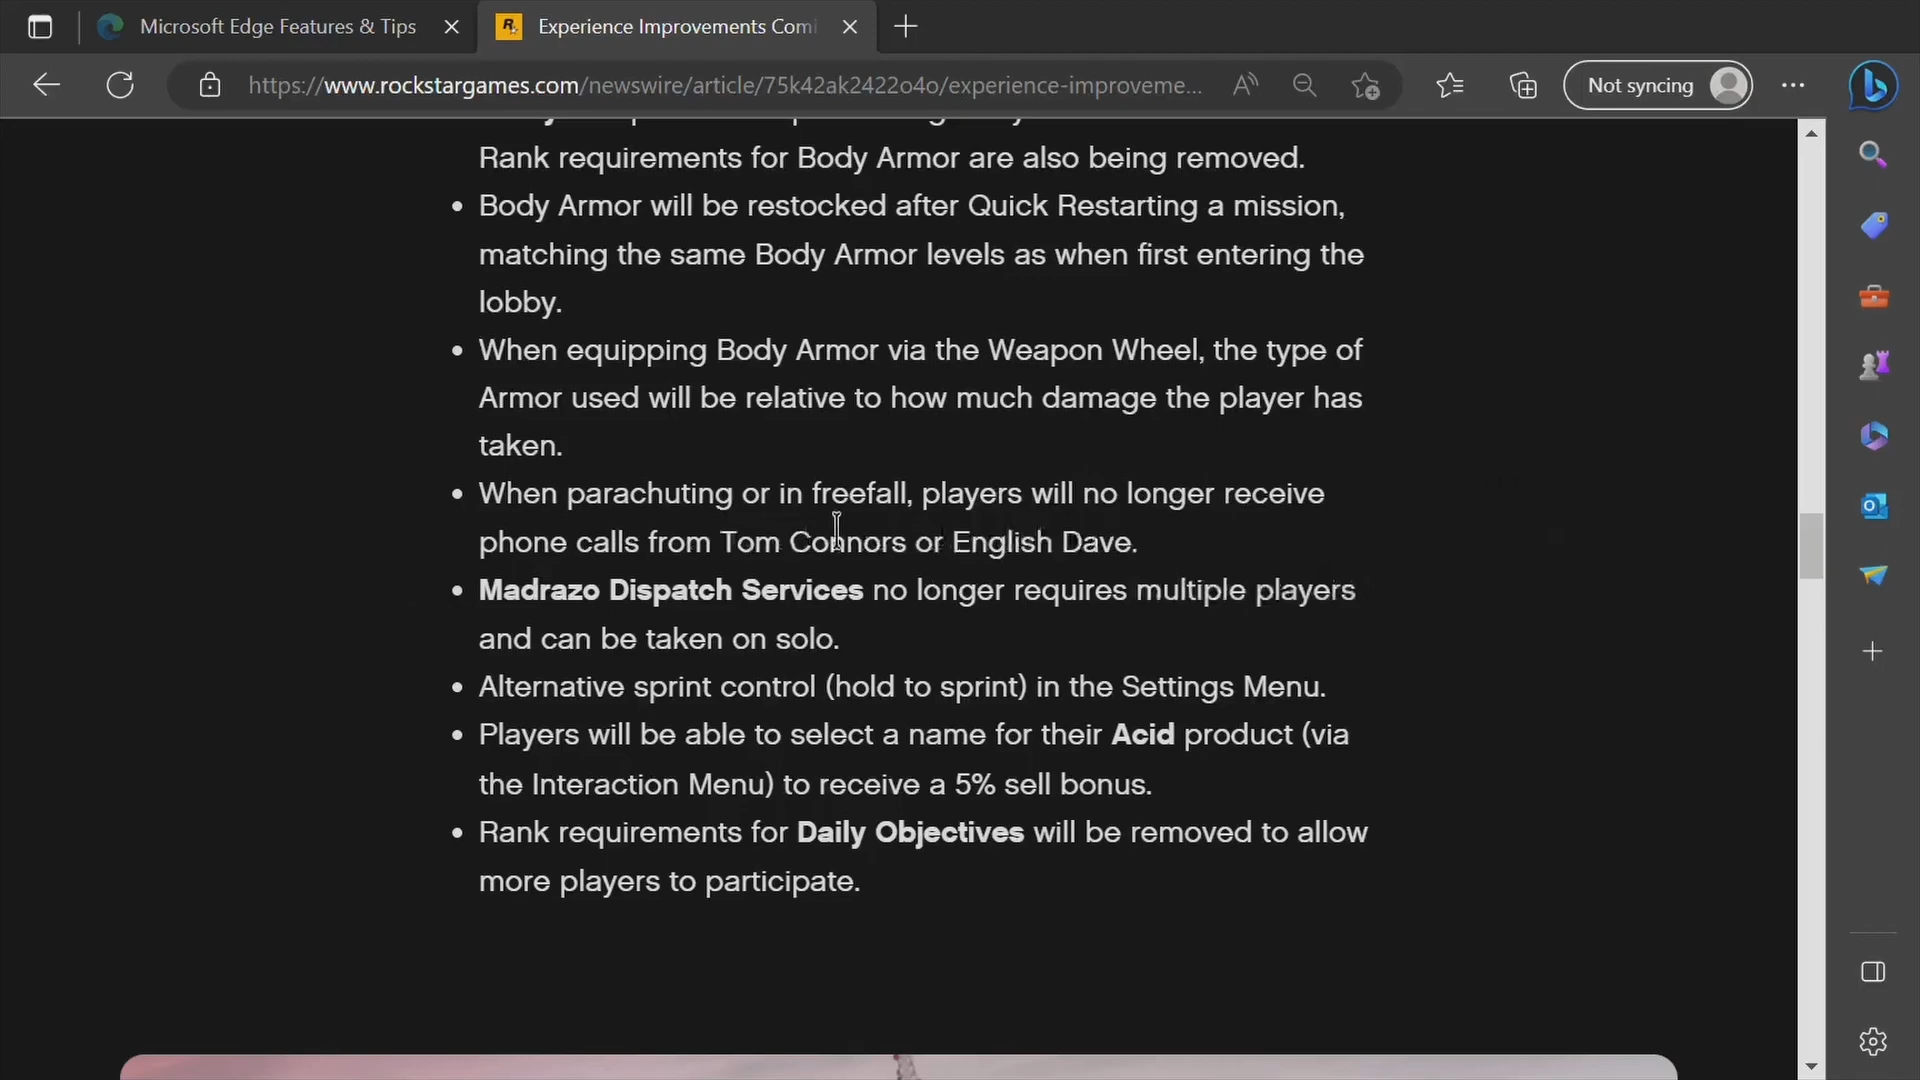 Microsoft Edge Features & Tips
Experience Improvements Comi
https://www.rockstargames.com/newswire/article/75k42ak2422o4o/experience-improveme...
Not syncing
Rank requirements for Body Armor are also being removed.
• Body Armor will be restocked after Quick Restarting a mission,
matching the same Body Armor levels as when first entering the
lobby.
• When equipping Body Armor via the Weapon Wheel, the type of
Armor used will be relative to how much damage the player has
taken.
• When parachuting or in freefall, players will no longer receive
phone calls from Tom Connors or English Dave.
• Madrazo Dispatch Services no longer requires multiple players
and can be taken on solo.
• Alternative sprint control (hold to sprint) in the Settings Menu.
• Players will be able to select a name for their Acid product (via
the Interaction Menu) to receive a 5% sell bonus.
• Rank requirements for Daily Objectives will be removed to allow
more players to participate.